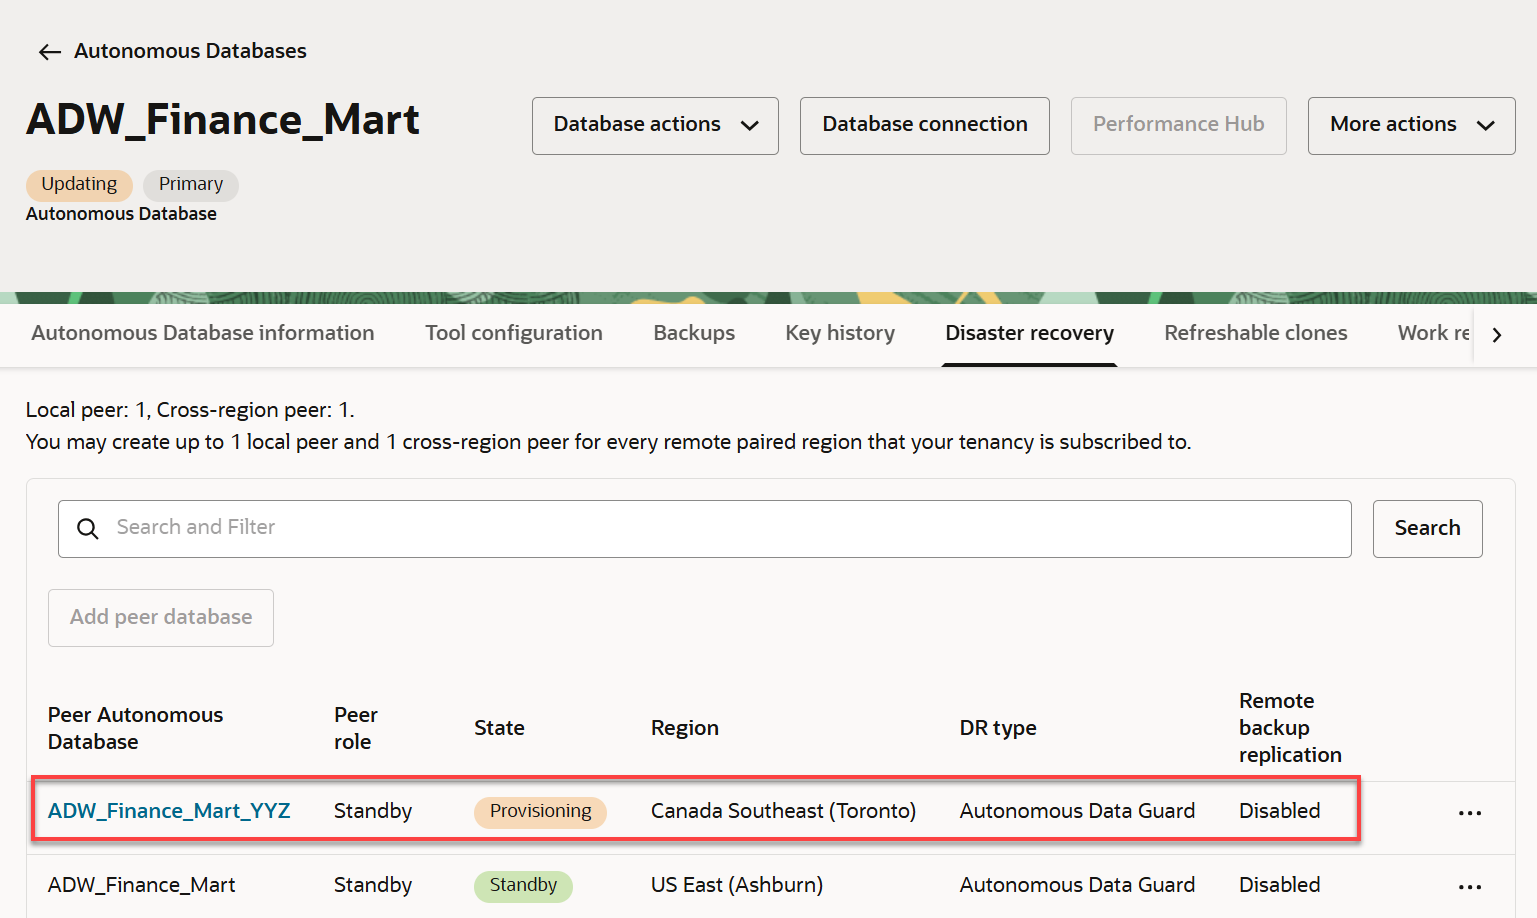 Autonomous Databases
ADW_Finance_Mart
Database actions
Database connection
Performance Hub
More actions
Updating
Primary
Autonomous Database
Autonomous Database information
Tool configuration
Backups
Key history
Disaster recovery
Refreshable clones
Work re
Local peer: 1, Cross-region peer: 1.
You may create up to 1 local peer and 1 cross-region peer for every remote paired region that your tenancy is subscribed to.
Search and Filter
Search
Add peer database
Peer Autonomous
Database
Peer
role
State
Region
DR type
Remote
backup
replication
ADW_Finance_Mart_YYZ
Standby
Provisioning
Canada Southeast (Toronto)
Autonomous Data Guard
Disabled
ADW_Finance_Mart
Standby
Standby
US East (Ashburn)
Autonomous Data Guard
Disabled